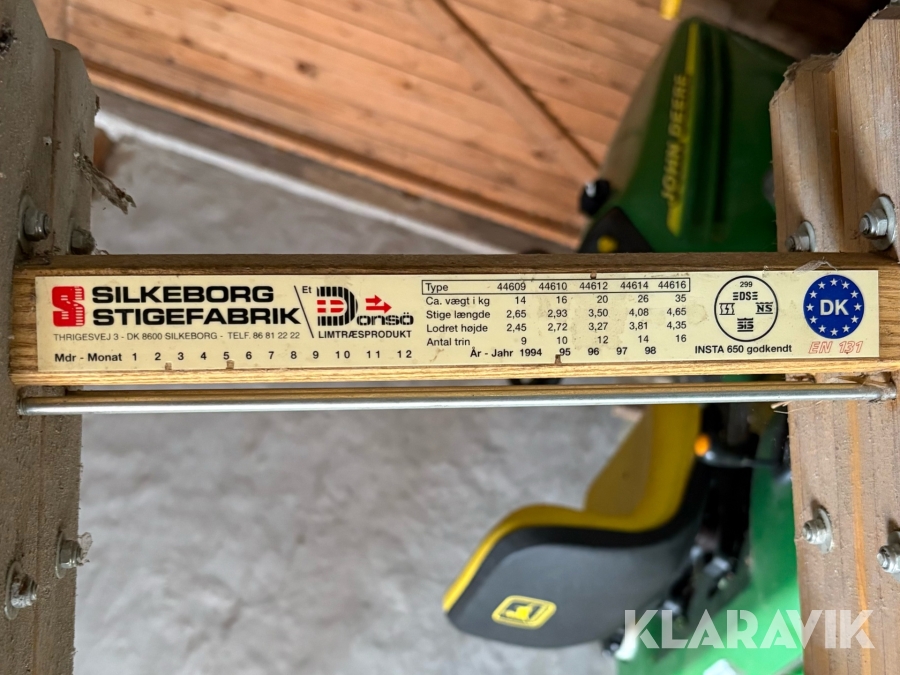 JOHN DEERE
SILKEBORG
STIGEFABRIK
THRIGESVEJ 3 - DK 8600 SILKEBORG - TELF. 86 81 22 22
Et
Donsö
LIMTRÆSPRODUKT
Type 44609 44610 44612 44614 44616
Ca. vægt i kg 14 16 20 26 35
Stige længde 2,65 2,93 3,50 4,08 4,65
Lodret højde 2,45 2,72 3,27 3,81 4,35
Antal trin 9 10 12 14 16
Mdr - Monat 1 2 3 4 5 6 7 8 9 10 11 12
År - Jahr 1994 95 96 97 98
299
DS
NS
SIS
INSTA 650 godkendt
DK
EN 131
KLARAVIK